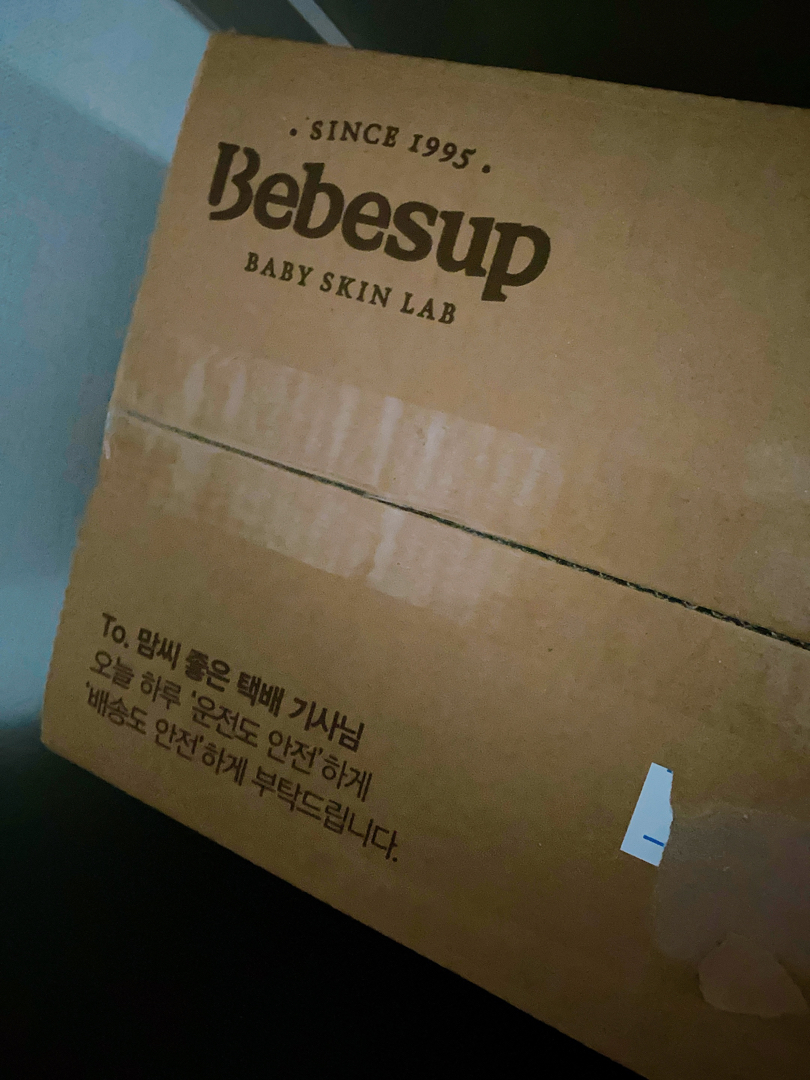 · SINCE 1995 ·
Bebesup
BABY SKIN LAB
To. 맘씨 좋은 택배 기사님
오늘 하루 ‘운전도 안전’하게
‘배송도 안전’하게 부탁드립니다.